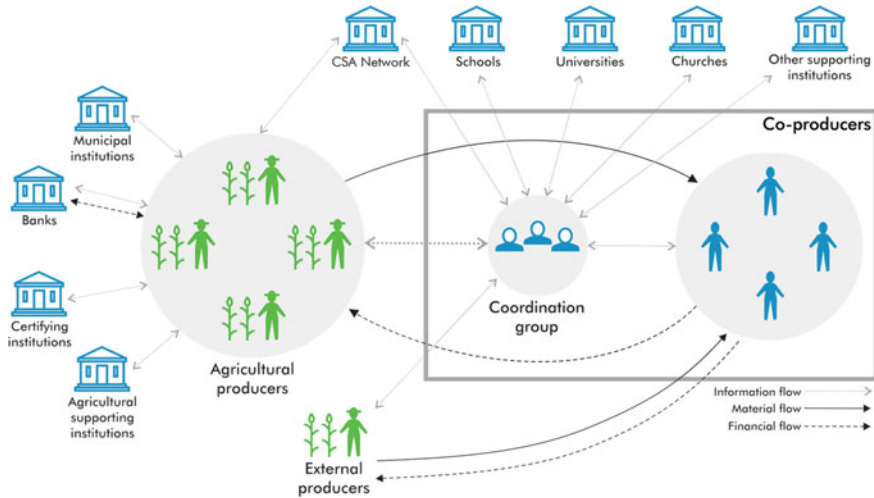 CSA Network
Schools
Universities
Churches
Other supporting
institutions
Municipal
institutions
Co-producers
Banks
Certifying
institutions
Coordination
group
Agricultural
producers
Agricultural
supporting
institutions
External
producers
Information flow
Material flow
Financial flow